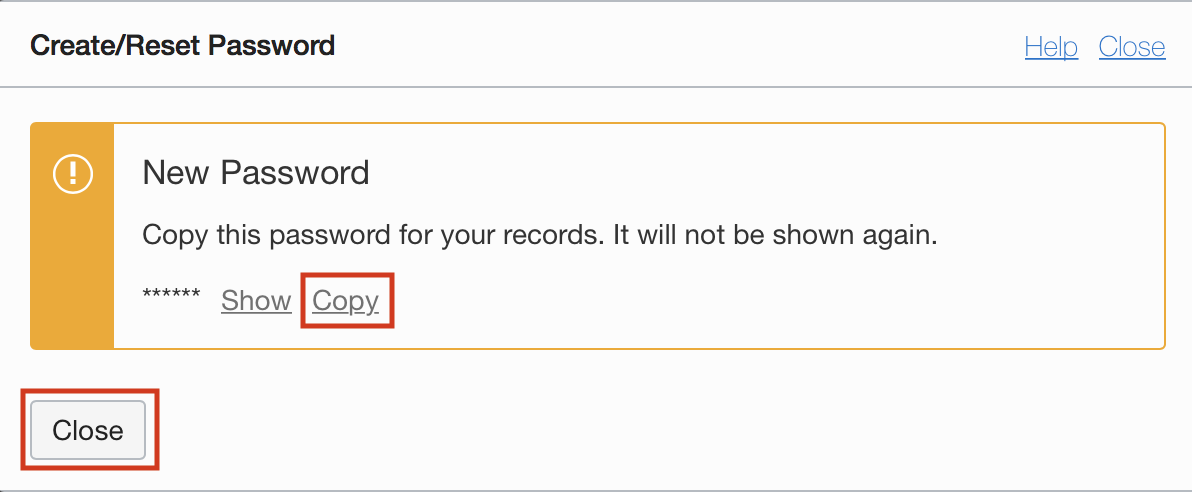 Create/Reset Password Help Close
New Password
Copy this password for your records. It will not be shown again.
****** Show Copy
Close